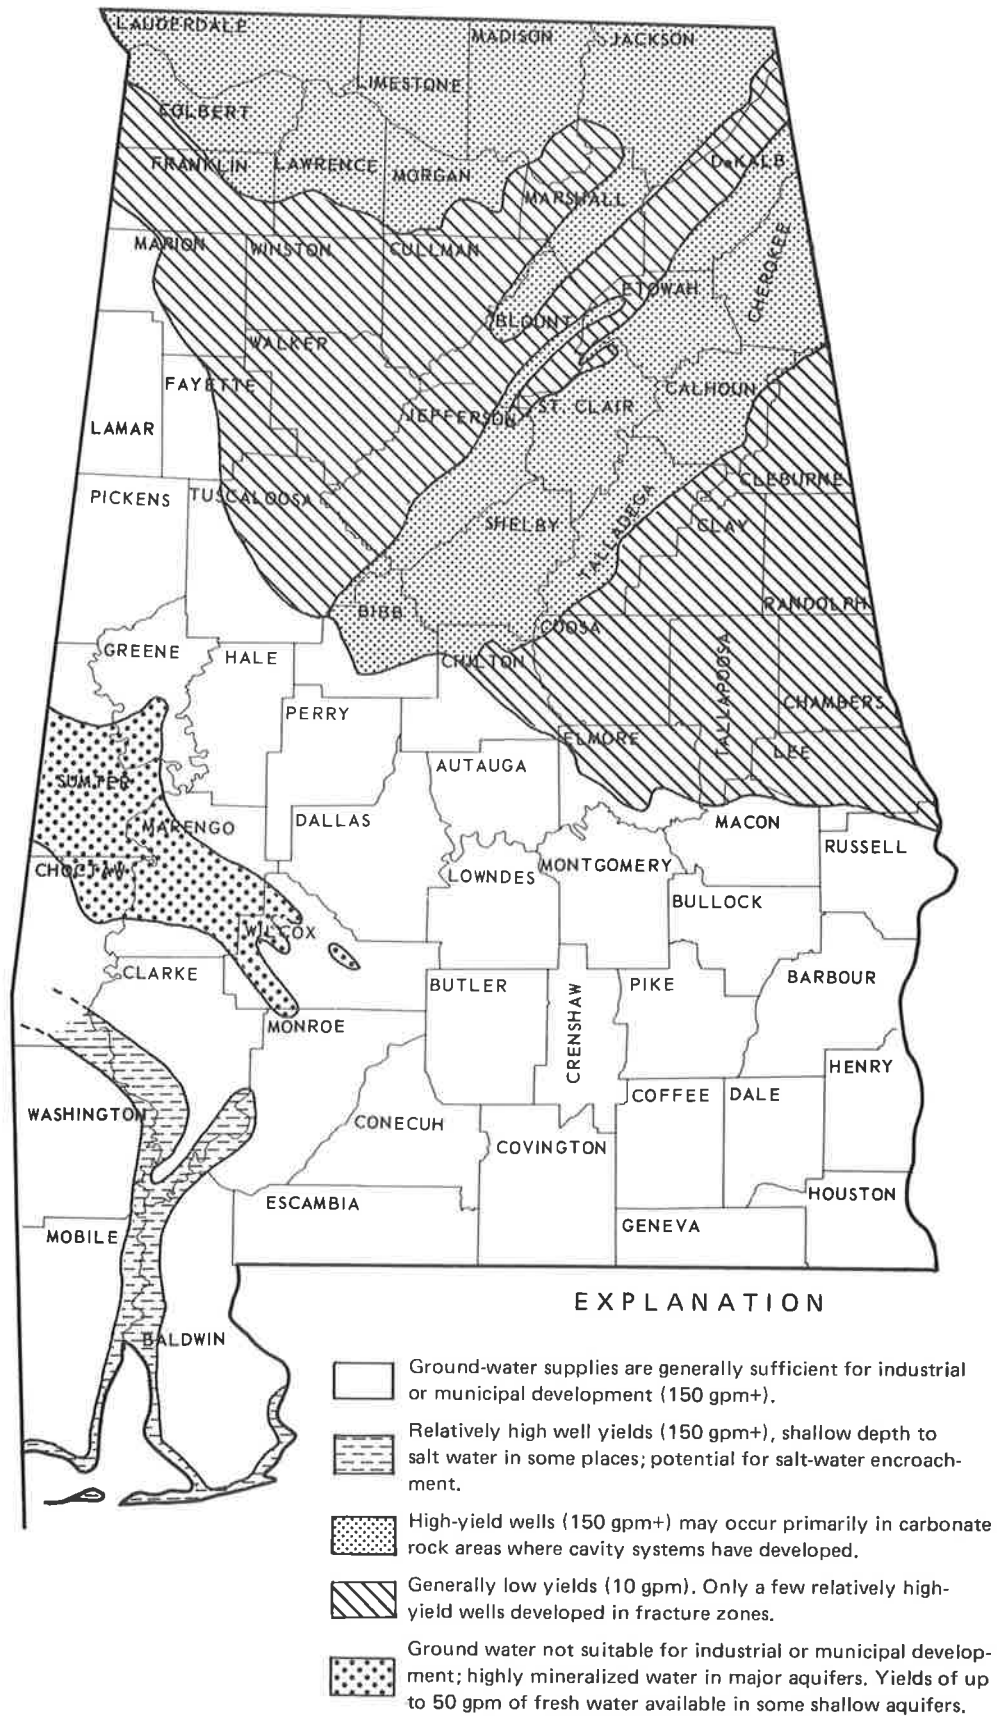 LAUDERDALE
MADISON
JACKSON
LIMESTONE
COLBERT
FRANKLIN
LAWRENCE
MORGAN
DeKALB
MARSHALL
MARION
WINSTON
CULLMAN
CHEROKEE
ETOWAH
BLOUNT
WALKER
FAYETTE
CALHOUN
JEFFERSON
ST. CLAIR
LAMAR
CLEBURNE
PICKENS
TUSCALOOSA
SHELBY
TALLADEGA
CLAY
RANDOLPH
BIBB
COOSA
GREENE
HALE
CHILTON
TALLAPOOSA
CHAMBERS
PERRY
ELMORE
LEE
AUTAUGA
SUMTER
MARENGO
DALLAS
MACON
RUSSELL
CHOCTAW
LOWNDES
MONTGOMERY
BULLOCK
WILCOX
CLARKE
BUTLER
CRENSHAW
PIKE
BARBOUR
MONROE
HENRY
WASHINGTON
CONECUH
COFFEE
DALE
COVINGTON
ESCAMBIA
HOUSTON
MOBILE
GENEVA
BALDWIN
EXPLANATION
Ground-water supplies are generally sufficient for industrial
or municipal development (150 gpm+).
Relatively high well yields (150 gpm+), shallow depth to
salt water in some places; potential for salt-water encroach-
ment.
High-yield wells (150 gpm+) may occur primarily in carbonate
rock areas where cavity systems have developed.
Generally low yields (10 gpm). Only a few relatively high-
yield wells developed in fracture zones.
Ground water not suitable for industrial or municipal develop-
ment; highly mineralized water in major aquifers. Yields of up
to 50 gpm of fresh water available in some shallow aquifers.